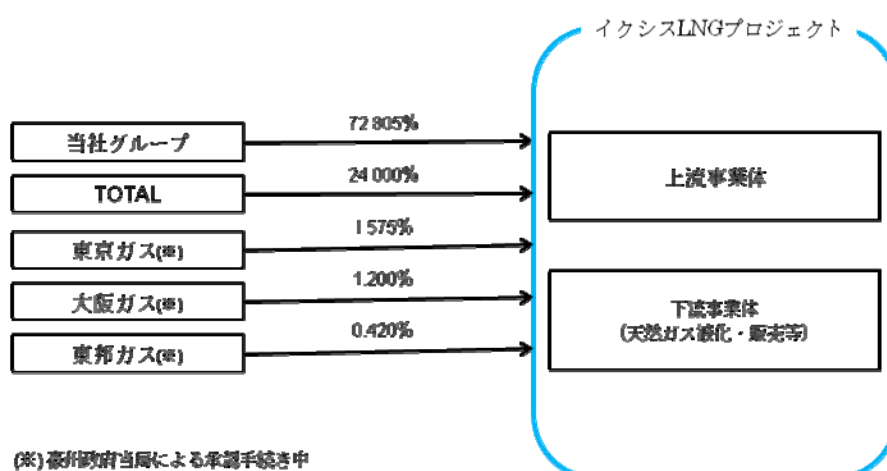 イクシスLNGプロジェクト
当社グループ
72.805%
TOTAL
24.000%
東京ガス(※)
1.575%
大阪ガス(※)
1.200%
東邦ガス(※)
0.420%
上流事業体
下流事業体
(天然ガス液化・販売等)
(※)豪州政府当局による承認手続き中